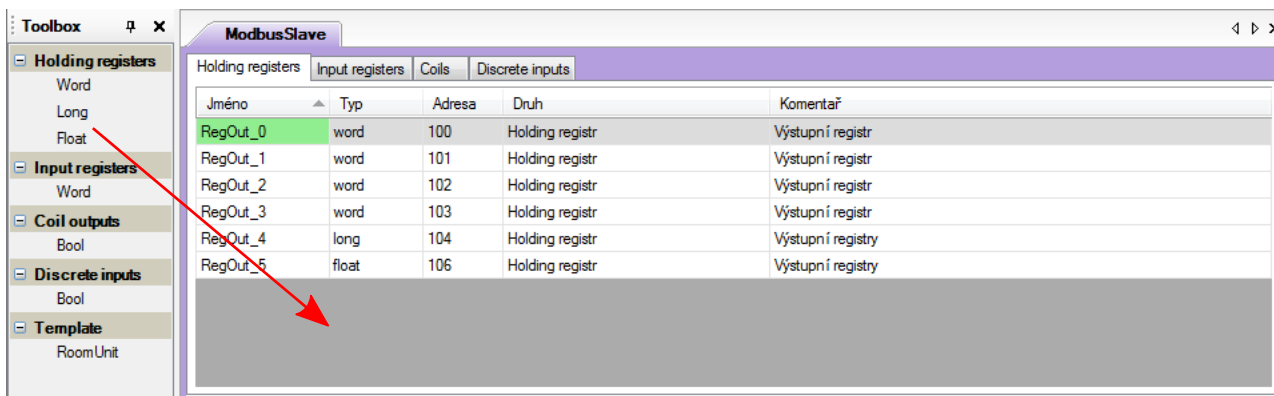 Toolbox
Holding registers
Word
Long
Float
Input registers
Word
Coil outputs
Bool
Discrete inputs
Bool
Template
RoomUnit
ModbusSlave
Holding registers Input registers Coils Discrete inputs
Jméno Typ Adresa Druh Komentař
RegOut_0 word 100 Holding registr Výstupní registr
RegOut_1 word 101 Holding registr Výstupní registr
RegOut_2 word 102 Holding registr Výstupní registr
RegOut_3 word 103 Holding registr Výstupní registr
RegOut_4 long 104 Holding registr Výstupní registry
RegOut_5 float 106 Holding registr Výstupní registry